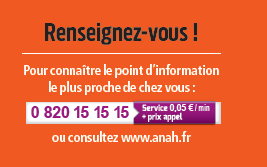 Renseignez-vous !
Pour connaître le point d'information
le plus proche de chez vous :
0 820 15 15 15 Service 0,05 € / min
+ prix appel
ou consultez www.anah.fr